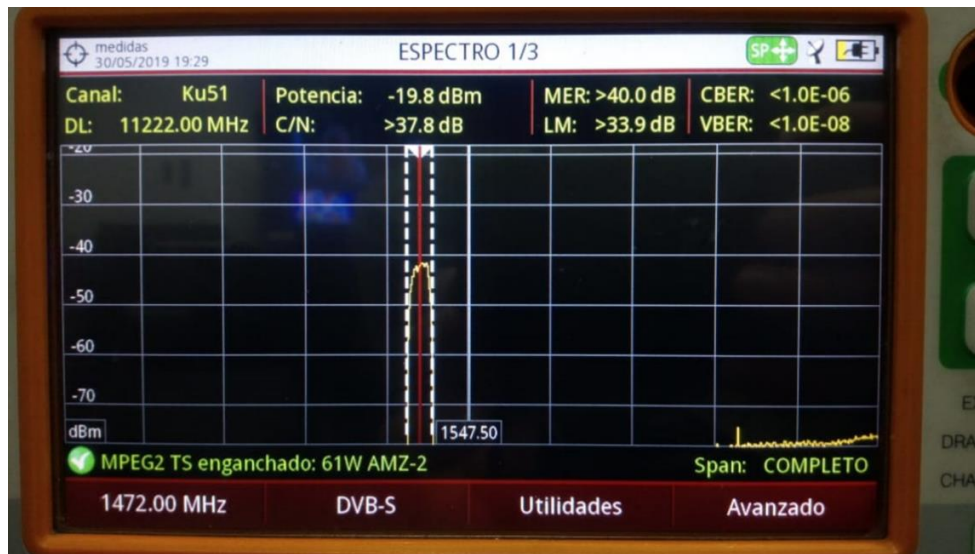 medidas
30/05/2019 19:29
ESPECTRO 1/3
SP
Canal: Ku51
DL: 11222.00 MHz
Potencia: -19.8 dBm
C/N: >37.8 dB
MER: >40.0 dB
LM: >33.9 dB
CBER: <1.0E-06
VBER: <1.0E-08
-20
-30
-40
-50
-60
-70
dBm
1547.50
MPEG2 TS enganchado: 61W AMZ-2
Span: COMPLETO
1472.00 MHz
DVB-S
Utilidades
Avanzado
DRA
CHA